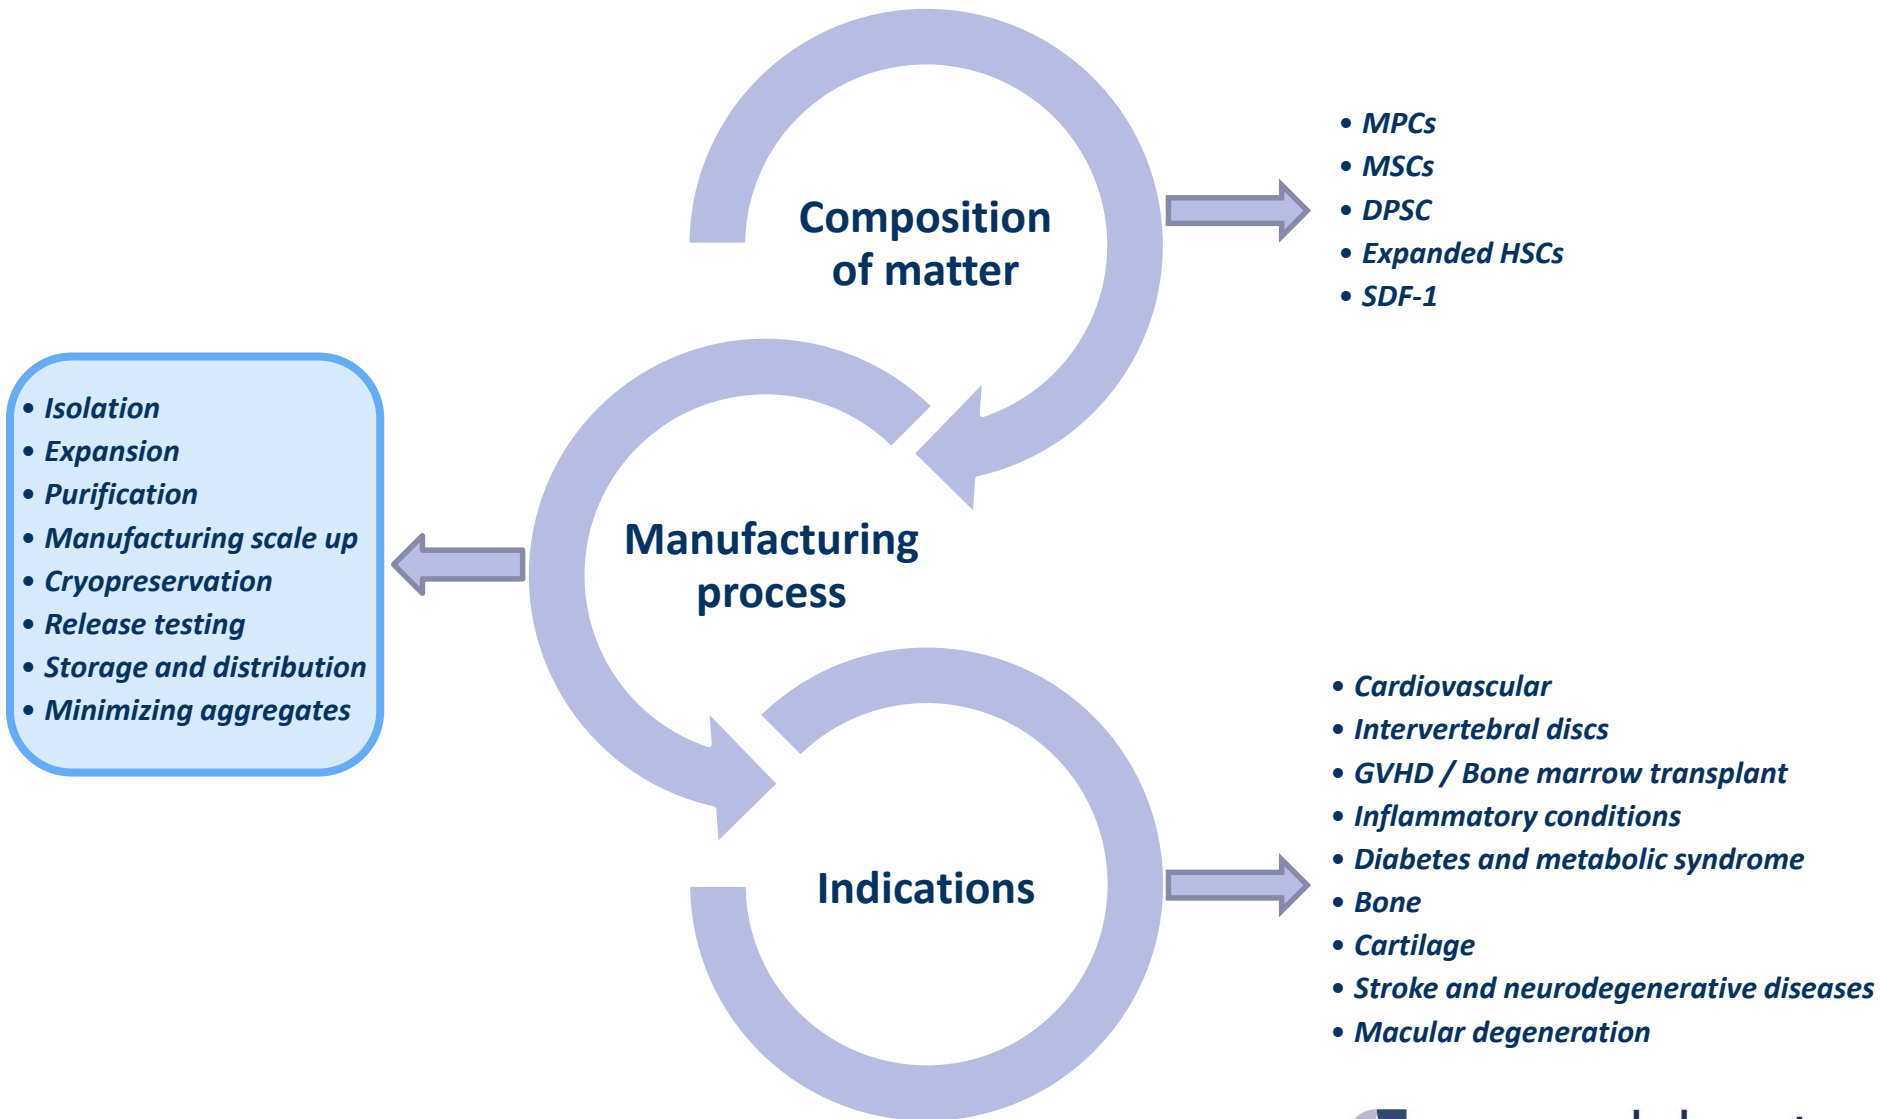 Composition
of matter
• MPCs
• MSCs
• DPSC
• Expanded HSCs
• SDF-1
Manufacturing
process
• Isolation
• Expansion
• Purification
• Manufacturing scale up
• Cryopreservation
• Release testing
• Storage and distribution
• Minimizing aggregates
Indications
• Cardiovascular
• Intervertebral discs
• GVHD / Bone marrow transplant
• Inflammatory conditions
• Diabetes and metabolic syndrome
• Bone
• Cartilage
• Stroke and neurodegenerative diseases
• Macular degeneration